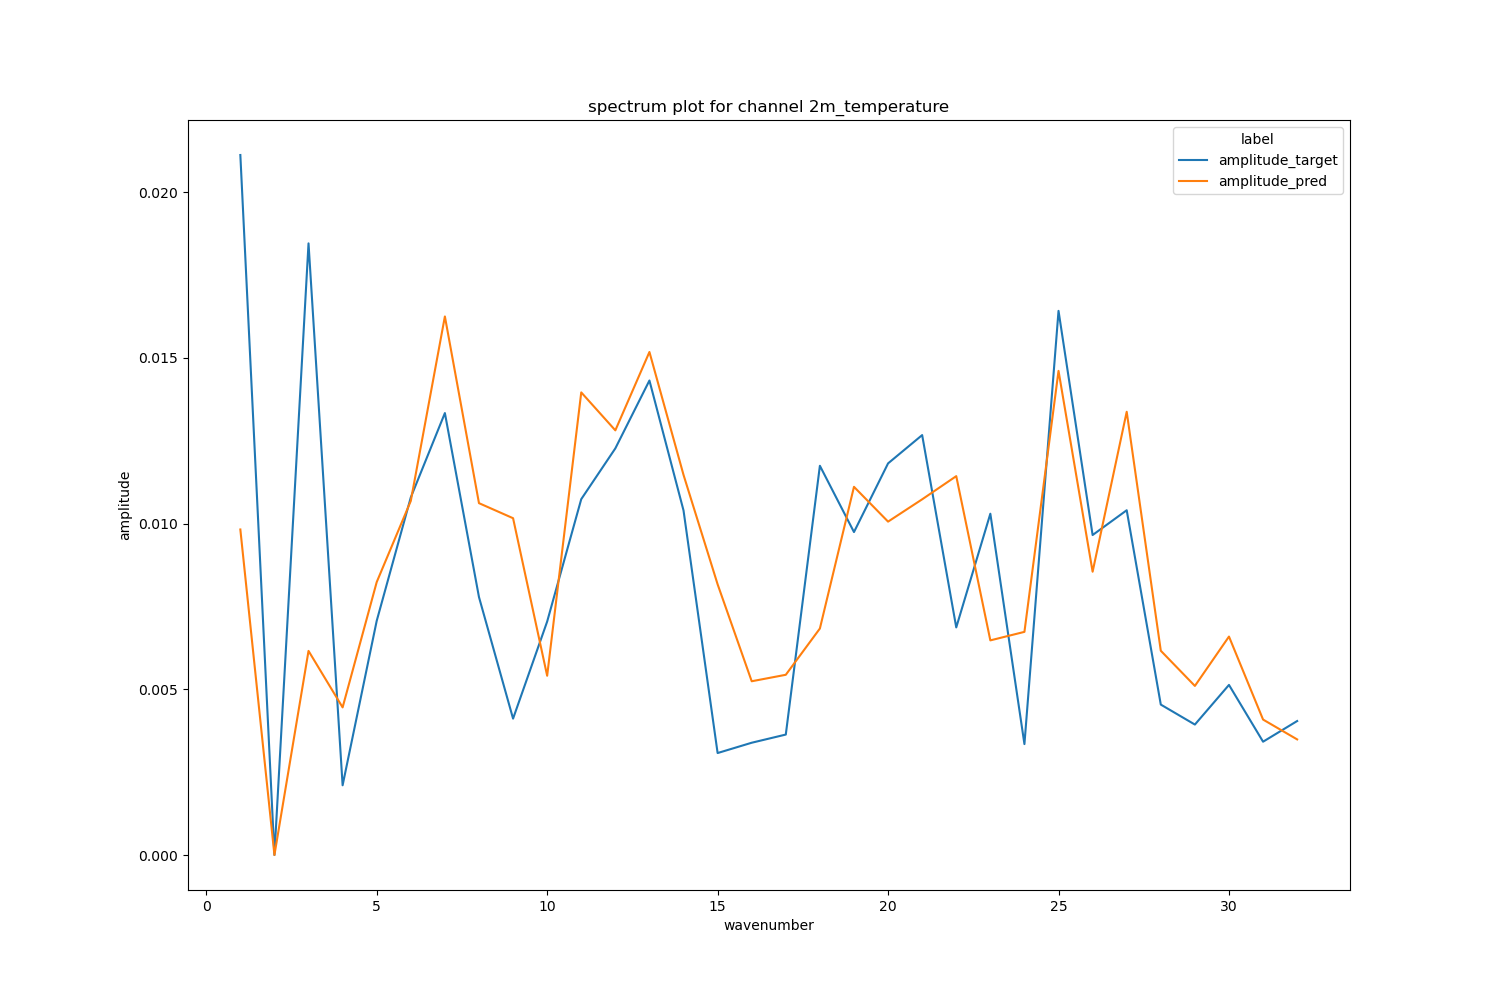 spectrum plot for channel 2m_temperature
label
amplitude_target
amplitude_pred
0.020
0.015
0.010
0.005
0.000
amplitude
0 5 10 15 20 25 30
wavenumber